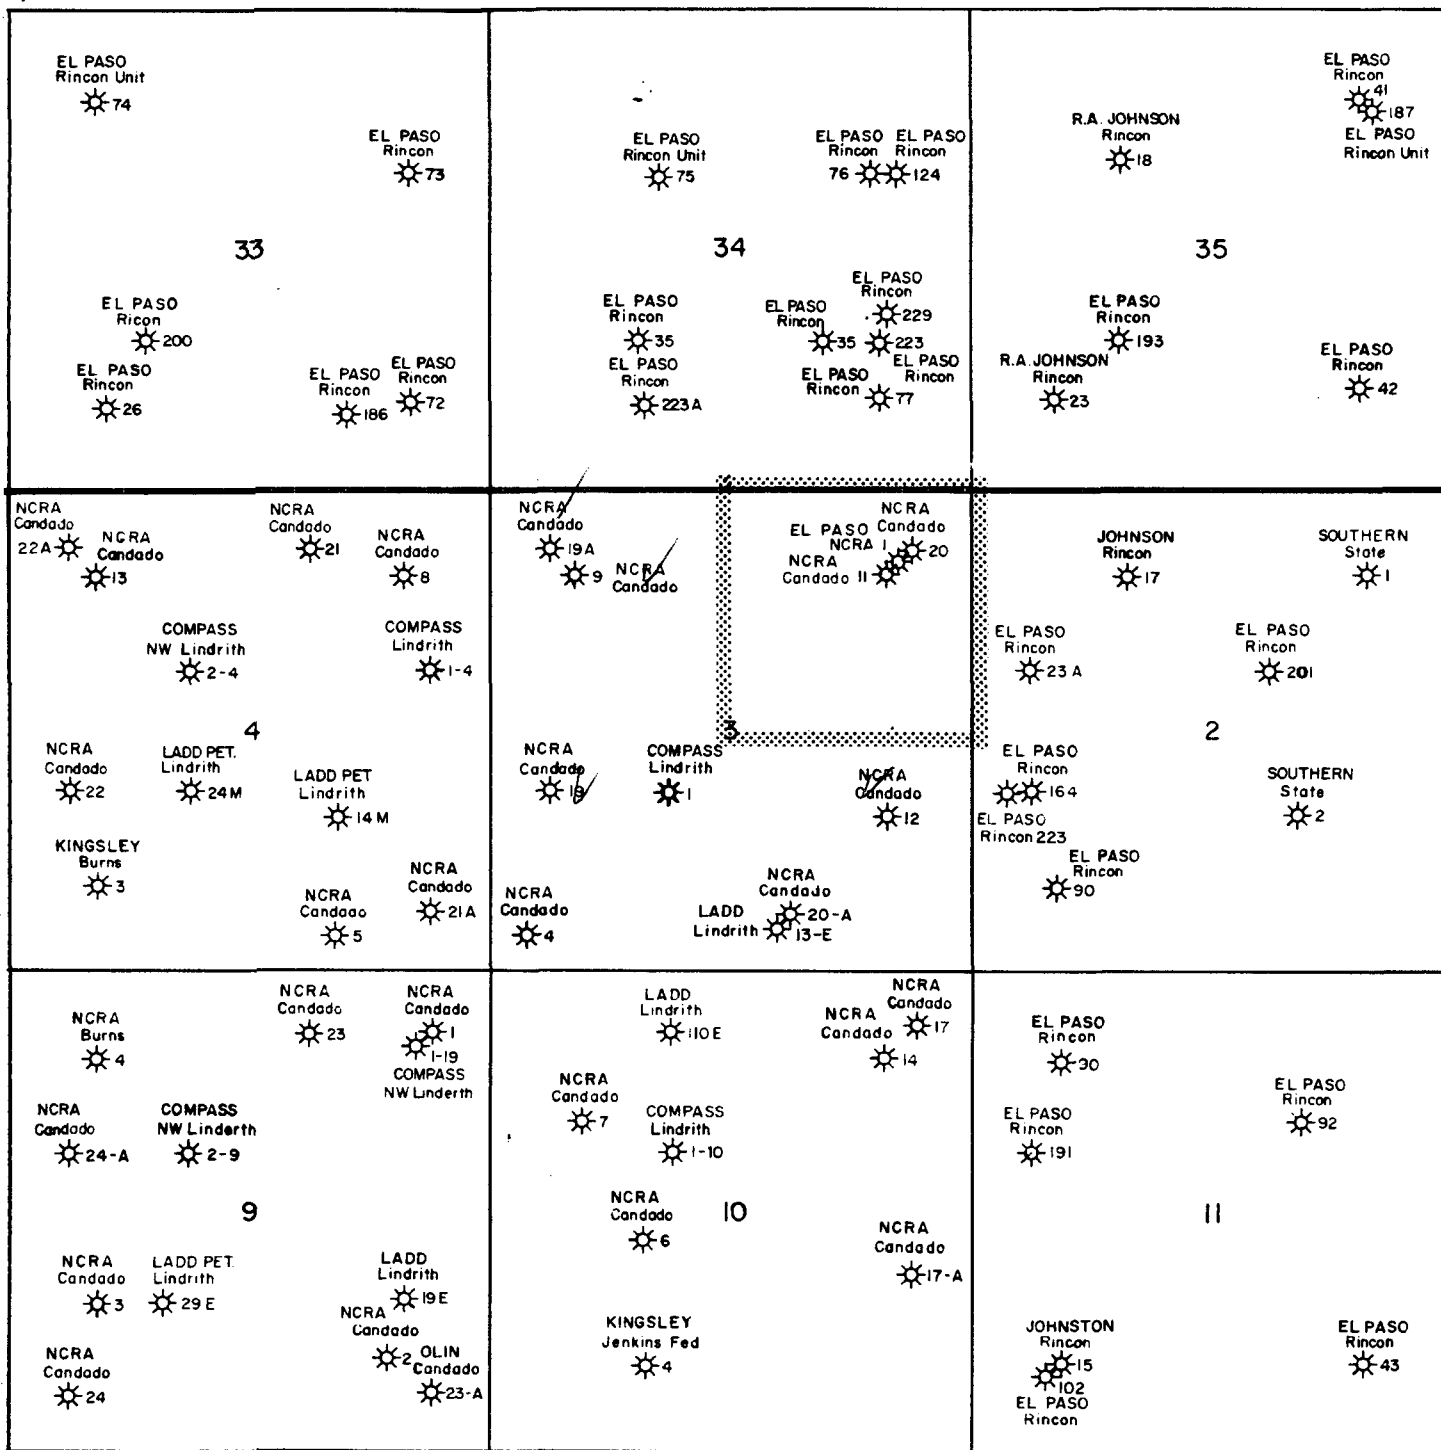 EL PASO
Rincon Unit
74
EL PASO
Rincon
73
33
EL PASO
Ricon
200
EL PASO
Rincon
26
EL PASO
Rincon
186
EL PASO
Rincon
72
EL PASO
Rincon Unit
75
EL PASO
Rincon
76
EL PASO
Rincon
124
34
EL PASO
Rincon
35
EL PASO
Rincon
223A
EL PASO
Rincon
35
EL PASO
Rincon
229
223
EL PASO
Rincon
EL PASO
Rincon
77
EL PASO
Rincon
41
187
EL PASO
Rincon Unit
R.A. JOHNSON
Rincon
18
35
EL PASO
Rincon
193
R.A. JOHNSON
Rincon
23
EL PASO
Rincon
42
NCRA
Candado
22A
NCRA
Candado
13
NCRA
Candado
21
NCRA
Candado
8
COMPASS
NW Lindrith
2-4
COMPASS
Lindrith
1-4
4
NCRA
Candado
22
LADD PET.
Lindrith
24M
LADD PET
Lindrith
14M
KINGSLEY
Burns
3
NCRA
Candado
5
NCRA
Candado
21A
NCRA
Candado
19A
9
NCRA
Candado
EL PASO
NCRA 1
NCRA
Candado
20
NCRA
Candado 11
3
NCRA
Candado
19
COMPASS
Lindrith
1
NCRA
Candado
12
NCRA
Candado
4
NCRA
Candado
20-A
LADD
Lindrith
13-E
JOHNSON
Rincon
17
SOUTHERN
State
1
EL PASO
Rincon
23A
EL PASO
Rincon
201
2
EL PASO
Rincon
164
EL PASO
Rincon 223
SOUTHERN
State
2
EL PASO
Rincon
90
NCRA
Burns
4
NCRA
Candado
23
NCRA
Candado
1
1-19
COMPASS
NW Linderth
NCRA
Candado
24-A
COMPASS
NW Linderth
2-9
9
NCRA
Candado
3
LADD PET.
Lindrith
29E
LADD
Lindrith
19E
NCRA
Candado
2
OLIN
Candado
23-A
NCRA
Candado
24
LADD
Lindrith
110E
NCRA
Candado
17
NCRA
Candado
14
NCRA
Candado
7
COMPASS
Lindrith
1-10
NCRA
Candado
6
10
NCRA
Candado
17-A
KINGSLEY
Jenkins Fed
4
EL PASO
Rincon
30
EL PASO
Rincon
92
EL PASO
Rincon
191
11
JOHNSTON
Rincon
15
102
EL PASO
Rincon
EL PASO
Rincon
43